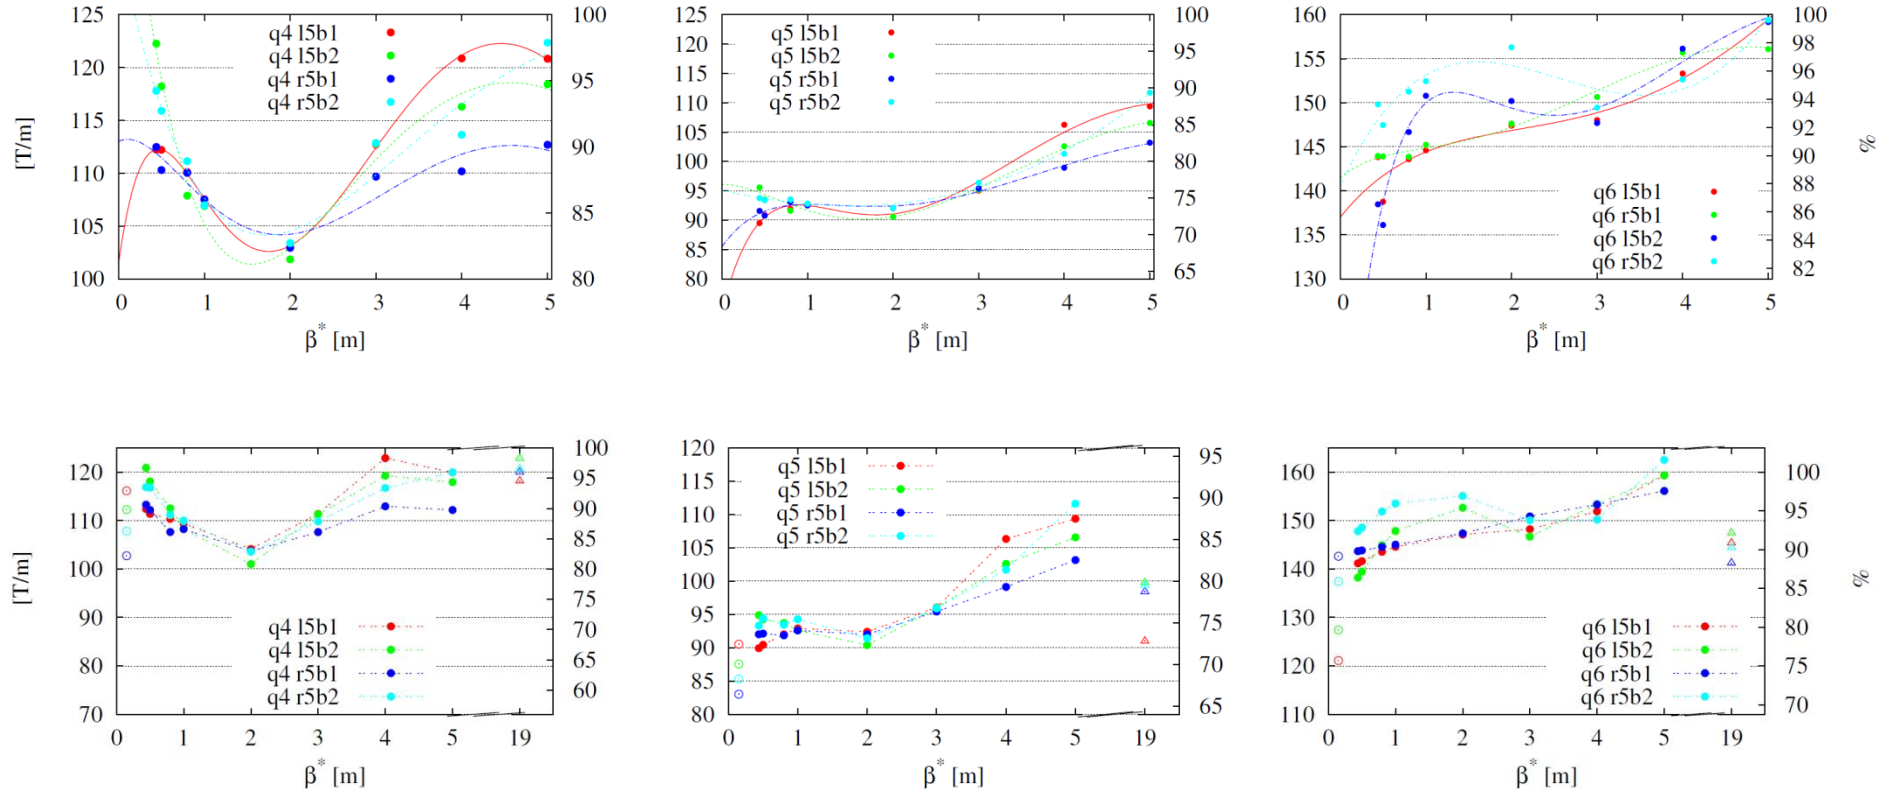 125
120
115
110
105
100
[T/m]
100
95
90
85
80
q4 l5b1
q4 l5b2
q4 r5b1
q4 r5b2
0 1 2 3 4 5
β* [m]
125
120
115
110
105
100
95
90
85
80
100
95
90
85
80
75
70
65
q5 l5b1
q5 l5b2
q5 r5b1
q5 r5b2
0 1 2 3 4 5
β* [m]
160
155
150
145
140
135
130
100
98
96
94
92
90
88
86
84
82
%
q6 l5b1
q6 r5b1
q6 l5b2
q6 r5b2
0 1 2 3 4 5
β* [m]
120
110
100
90
80
70
[T/m]
100
95
90
85
80
75
70
65
60
q4 l5b1
q4 l5b2
q4 r5b1
q4 r5b2
0 1 2 3 4 5 19
β* [m]
120
115
110
105
100
95
90
85
80
95
90
85
80
75
70
65
q5 l5b1
q5 l5b2
q5 r5b1
q5 r5b2
0 1 2 3 4 5 19
β* [m]
160
150
140
130
120
110
100
95
90
85
80
75
70
%
q6 l5b1
q6 l5b2
q6 r5b1
q6 r5b2
0 1 2 3 4 5 19
β* [m]